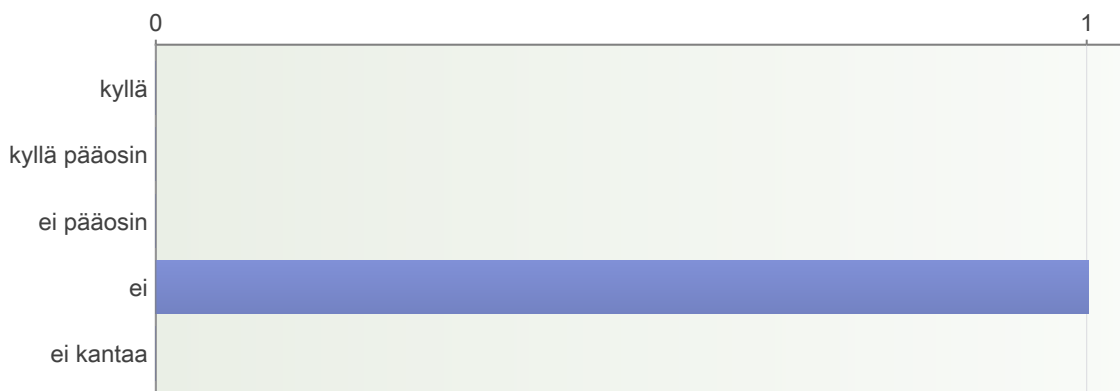 0 1
kyllä
kyllä pääosin
ei pääosin
ei
ei kantaa